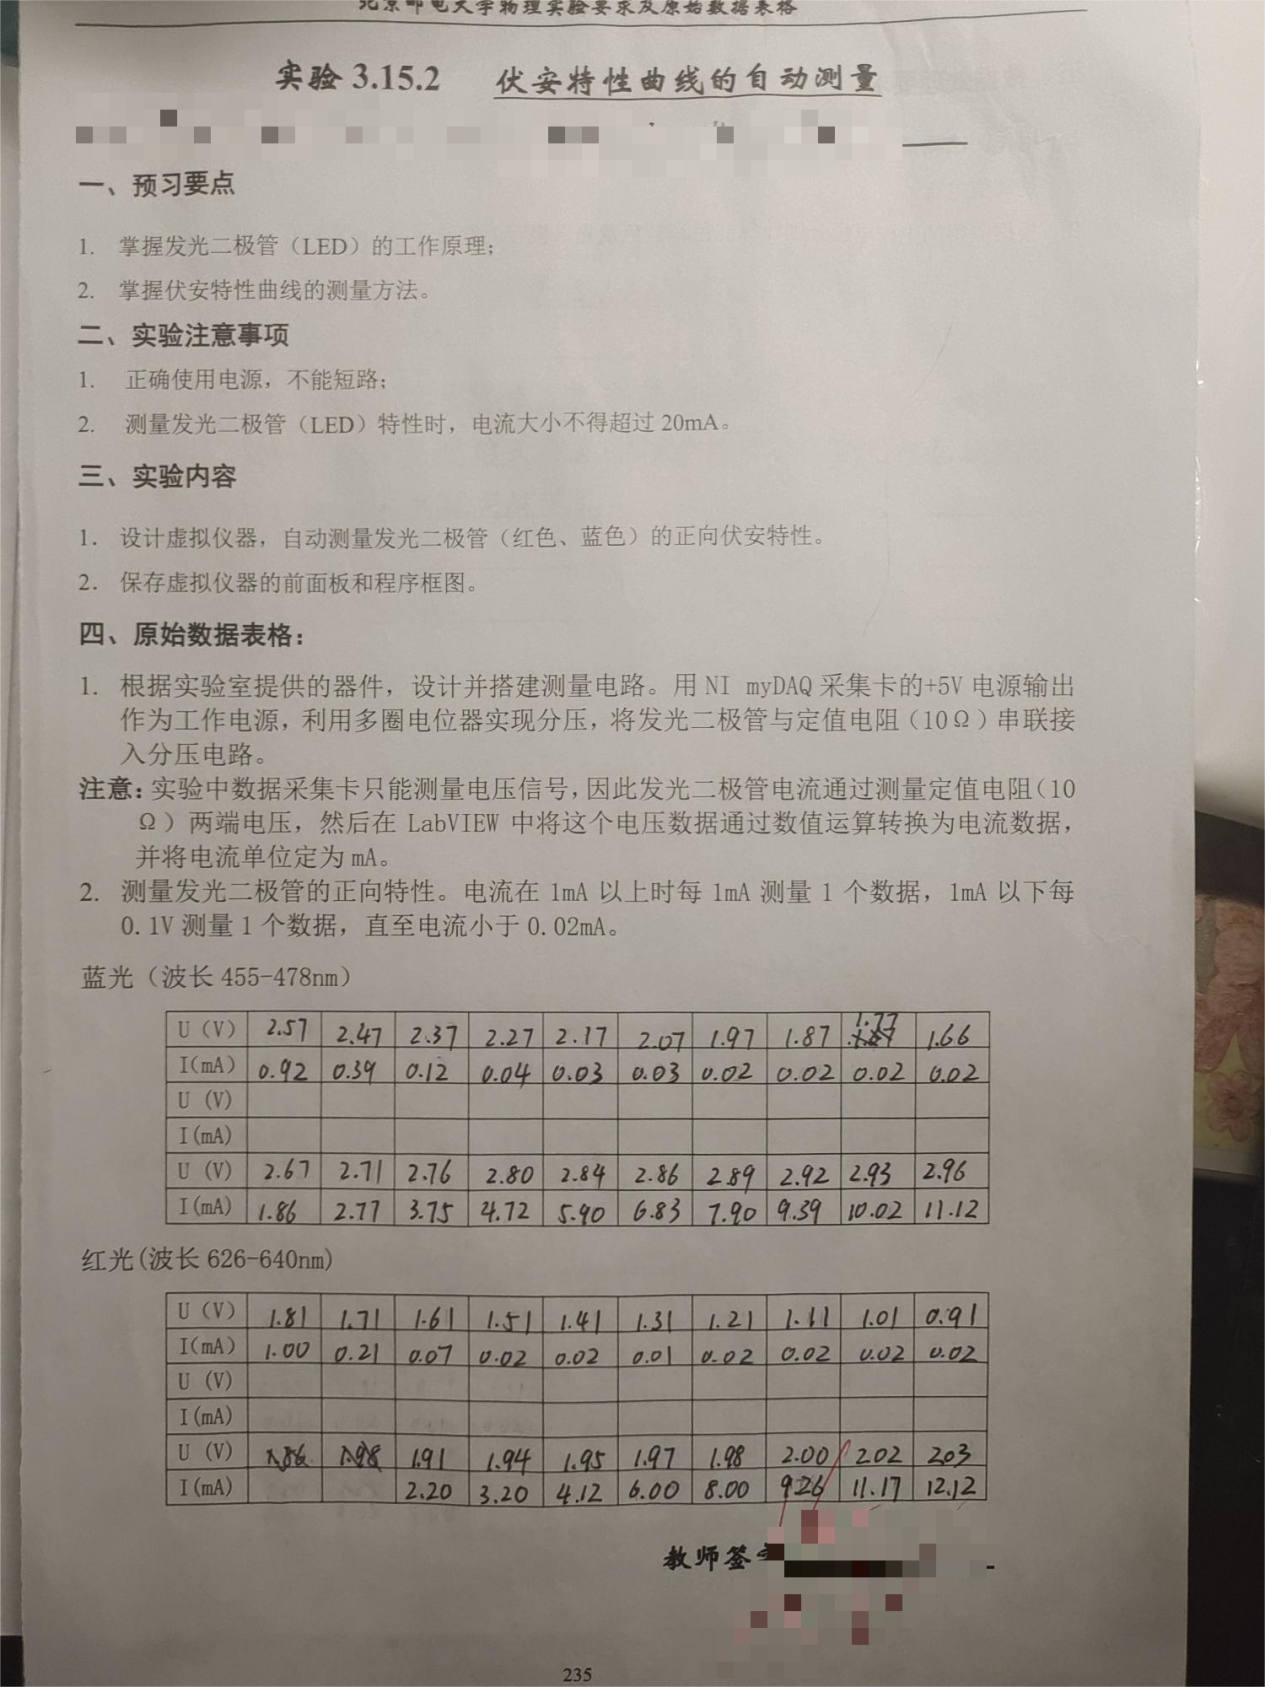 北京邮电大学物理实验要求及原始数据表格
实验 3.15.2 伏安特性曲线的自动测量
一、预习要点
1. 掌握发光二极管（LED）的工作原理；
2. 掌握伏安特性曲线的测量方法。
二、实验注意事项
1. 正确使用电源，不能短路；
2. 测量发光二极管（LED）特性时，电流大小不得超过 20mA。
三、实验内容
1. 设计虚拟仪器，自动测量发光二极管（红色、蓝色）的正向伏安特性。
2. 保存虚拟仪器的前面板和程序框图。
四、原始数据表格：
1. 根据实验室提供的器件，设计并搭建测量电路。用 NI myDAQ 采集卡的+5V 电源输出
作为工作电源，利用多圈电位器实现分压，将发光二极管与定值电阻（10Ω）串联接
入分压电路。
注意：实验中数据采集卡只能测量电压信号，因此发光二极管电流通过测量定值电阻（10
Ω）两端电压，然后在 LabVIEW 中将这个电压数据通过数值运算转换为电流数据，
并将电流单位定为 mA。
2. 测量发光二极管的正向特性。电流在 1mA 以上时每 1mA 测量 1 个数据，1mA 以下每
0.1V 测量 1 个数据，直至电流小于 0.02mA。
蓝光（波长 455-478nm）
U (V) 2.57 2.47 2.37 2.27 2.17 2.07 1.97 1.87 1.77 1.66
I(mA) 0.92 0.39 0.12 0.04 0.03 0.03 0.02 0.02 0.02 0.02
U (V)
I(mA)
U (V) 2.67 2.71 2.76 2.80 2.84 2.86 2.89 2.92 2.93 2.96
I(mA) 1.86 2.77 3.75 4.72 5.90 6.83 7.90 9.39 10.02 11.12
红光(波长 626-640nm)
U (V) 1.81 1.71 1.61 1.51 1.41 1.31 1.21 1.11 1.01 0.91
I(mA) 1.00 0.21 0.07 0.02 0.02 0.01 0.02 0.02 0.02 0.02
U (V)
I(mA)
U (V) 1.86 1.98 1.91 1.94 1.95 1.97 1.98 2.00 2.02 2.03
I(mA) 2.20 3.20 4.12 6.00 8.00 9.26 11.17 12.12
教师签
235